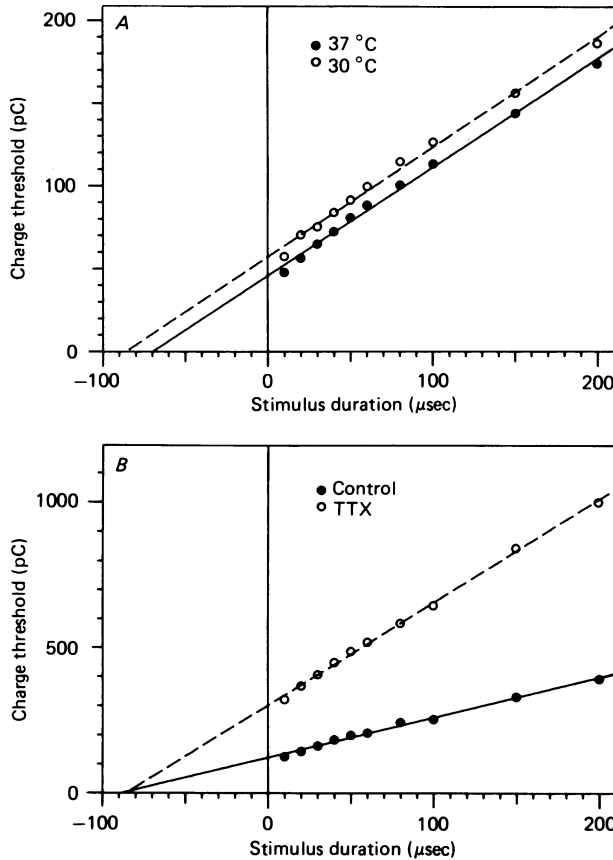 A
200
● 37 °C
○ 30 °C
100
0
Charge threshold (pC)
−100
0
100
200
Stimulus duration (μsec)
B
1000
● Control
○ TTX
500
0
Charge threshold (pC)
−100
0
100
200
Stimulus duration (μsec)